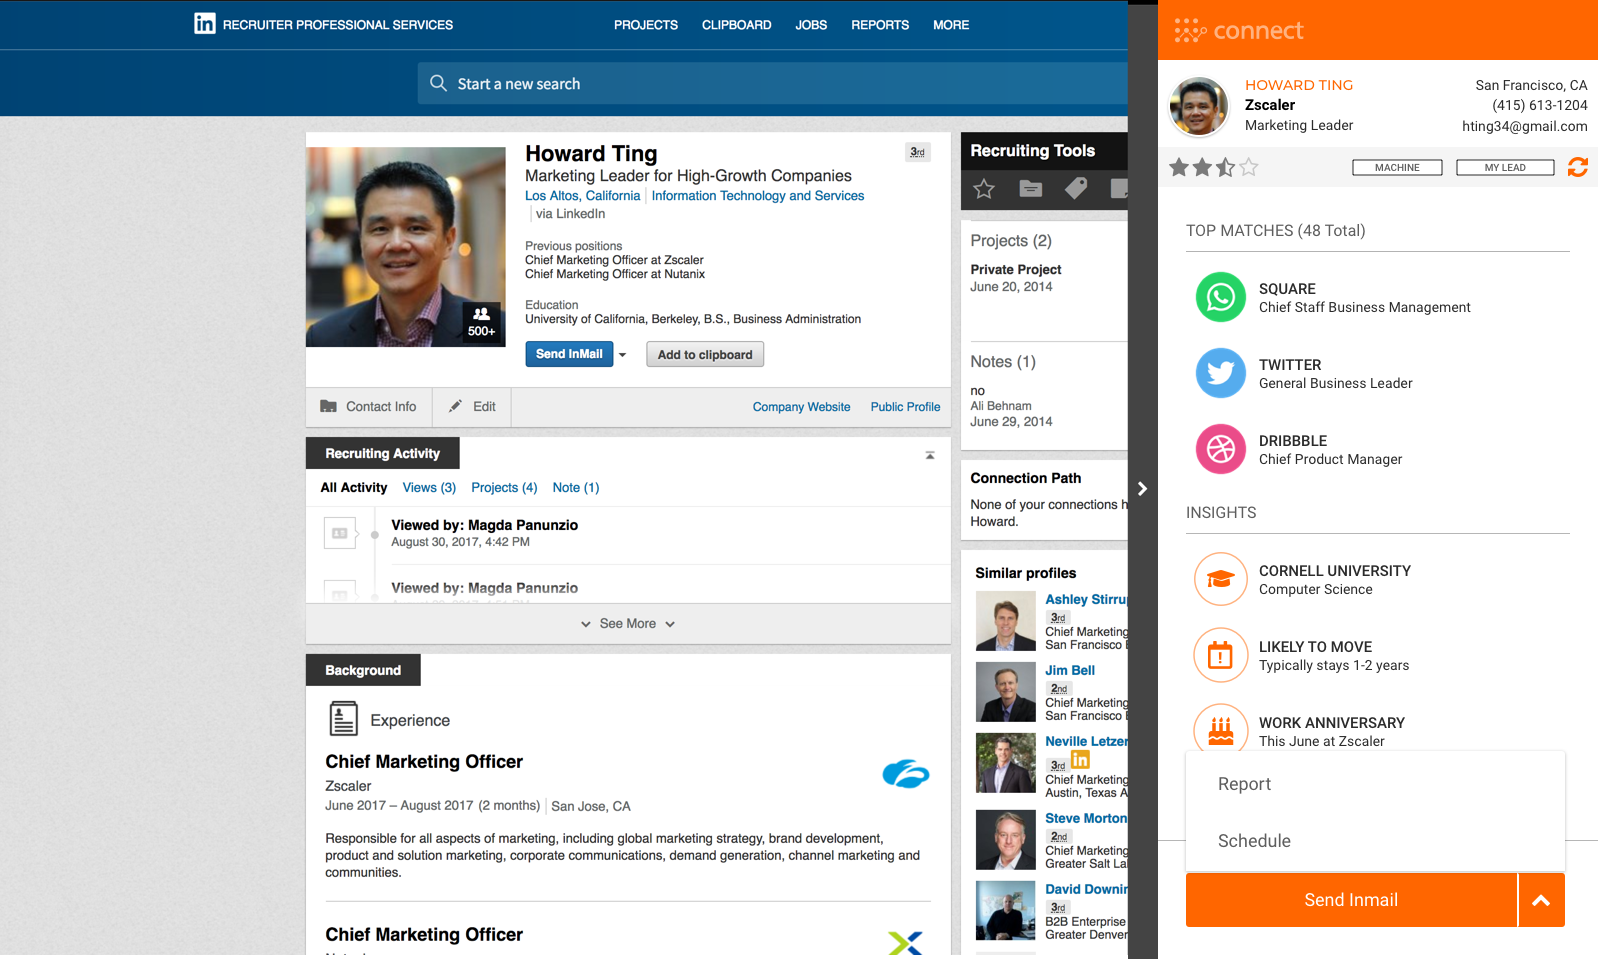 in RECRUITER PROFESSIONAL SERVICES
PROJECTS CLIPBOARD JOBS REPORTS MORE
Start a new search
Howard Ting
3rd
Marketing Leader for High-Growth Companies
Los Altos, California Information Technology and Services
via LinkedIn
Previous positions
Chief Marketing Officer at Zscaler
Chief Marketing Officer at Nutanix
Education
University of California, Berkeley, B.S., Business Administration
500+
Send InMail Add to clipboard
Contact Info Edit Company Website Public Profile
Recruiting Activity
All Activity Views (3) Projects (4) Note (1)
Viewed by: Magda Panunzio
August 30, 2017, 4:42 PM
Viewed by: Magda Panunzio
See More
Background
Experience
Chief Marketing Officer
Zscaler
June 2017 – August 2017 (2 months) San Jose, CA
Responsible for all aspects of marketing, including global marketing strategy, brand development,
product and solution marketing, corporate communications, demand generation, channel marketing and
communities.
Chief Marketing Officer
Recruiting Tools
Projects (2)
Private Project
June 20, 2014
Notes (1)
no
Ali Behnam
June 29, 2014
Connection Path
None of your connections h
Howard.
Similar profiles
Ashley Stirru
3rd
Chief Marketing
San Francisco
Jim Bell
2nd
Chief Marketing
San Francisco
Neville Letzer
3rd
in
Chief Marketing
Austin, Texas A
Steve Morton
2nd
Chief Marketing
Greater Salt La
David Downin
3rd
B2B Enterprise
Greater Denver
connect
HOWARD TING
Zscaler
Marketing Leader
San Francisco, CA
(415) 613-1204
hting34@gmail.com
MACHINE MY LEAD
TOP MATCHES (48 Total)
SQUARE
Chief Staff Business Management
TWITTER
General Business Leader
DRIBBBLE
Chief Product Manager
INSIGHTS
CORNELL UNIVERSITY
Computer Science
LIKELY TO MOVE
Typically stays 1-2 years
WORK ANNIVERSARY
This June at Zscaler
Report
Schedule
Send Inmail